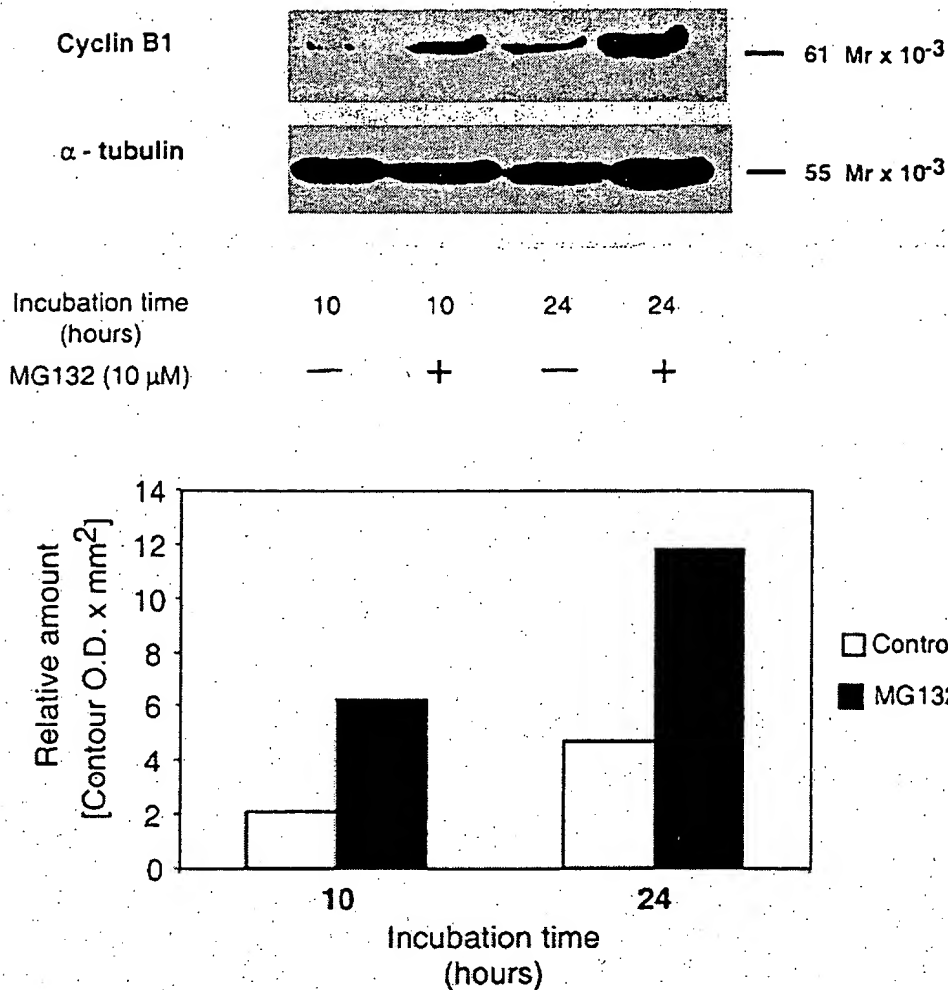 Cyclin B1
61 Mr x 10-3
α - tubulin
55 Mr x 10-3
Incubation time
(hours)
10 10 24 24
MG132 (10 µM)
— + — +
Relative amount
[Contour O.D. x mm2]
14
12
10
8
6
4
2
0
Contro
MG132
10 24
Incubation time
(hours)